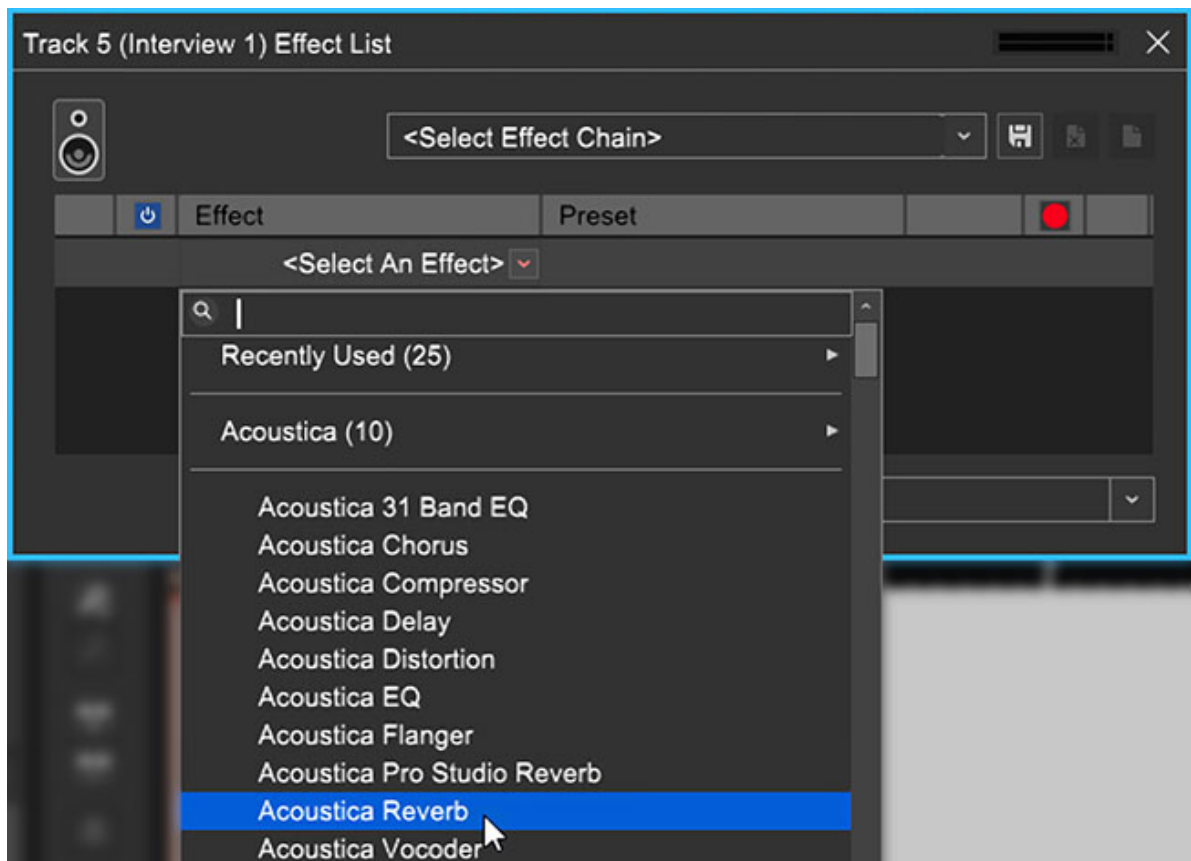 Track 5 (Interview 1) Effect List
<Select Effect Chain>
Effect Preset
<Select An Effect>
Recently Used (25)
Acoustica (10)
Acoustica 31 Band EQ
Acoustica Chorus
Acoustica Compressor
Acoustica Delay
Acoustica Distortion
Acoustica EQ
Acoustica Flanger
Acoustica Pro Studio Reverb
Acoustica Reverb
Acoustica Vocoder